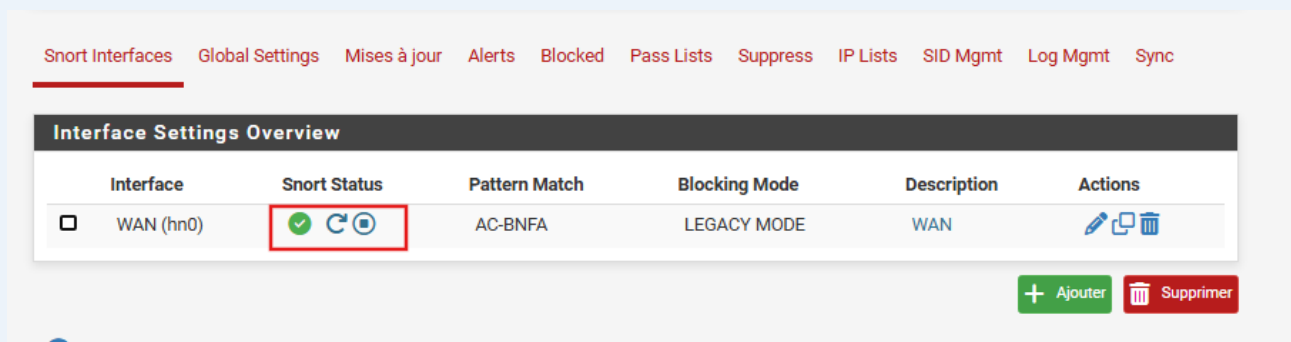 Snort Interfaces Global Settings Mises à jour Alerts Blocked Pass Lists Suppress IP Lists SID Mgmt Log Mgmt Sync
Interface Settings Overview
Interface Snort Status Pattern Match Blocking Mode Description Actions
WAN (hn0) AC-BNFA LEGACY MODE WAN
Ajouter Supprimer